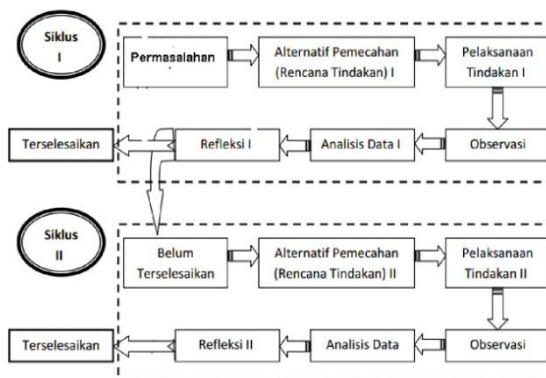 Siklus
I
Permasalahan
Alternatif Pemecahan
(Rencana Tindakan) I
Pelaksanaan
Tindakan I
Terselesaikan
Refleksi I
Analisis Data I
Observasi
Siklus
II
Belum
Terselesaikan
Alternatif Pemecahan
(Rencana Tindakan) II
Pelaksanaan
Tindakan II
Terselesaikan
Refleksi II
Analisis Data
Observasi